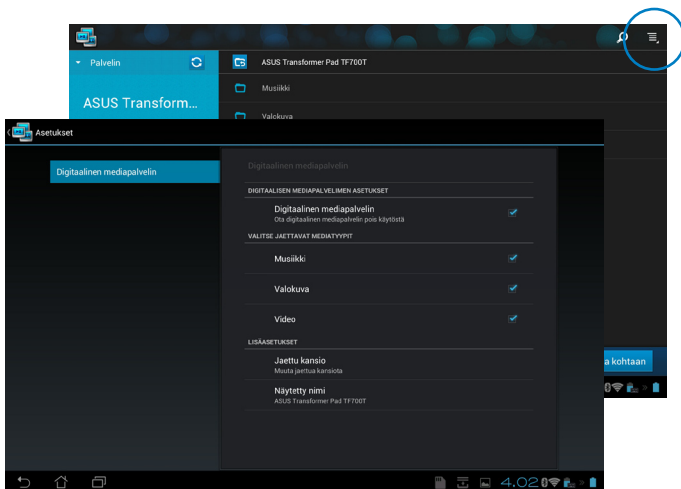 Palvelin
ASUS Transformer Pad TF700T
Musiikki
ASUS Transform...
Valokuva
Asetukset
Digitaalinen mediapalvelin
Digitaalinen mediapalvelin
DIGITAALISEN MEDIAPALVELIMEN ASETUKSET
Digitaalinen mediapalvelin
Ota digitaalinen mediapalvelin pois käytöstä
VALITSE JAETTAVAT MEDIATYYPIT
Musiikki
Valokuva
Video
LISÄASETUKSET
Jaettu kansio
Muuta jaettua kansiota
Näytetty nimi
ASUS Transformer Pad TF700T
a kohtaan
4.02